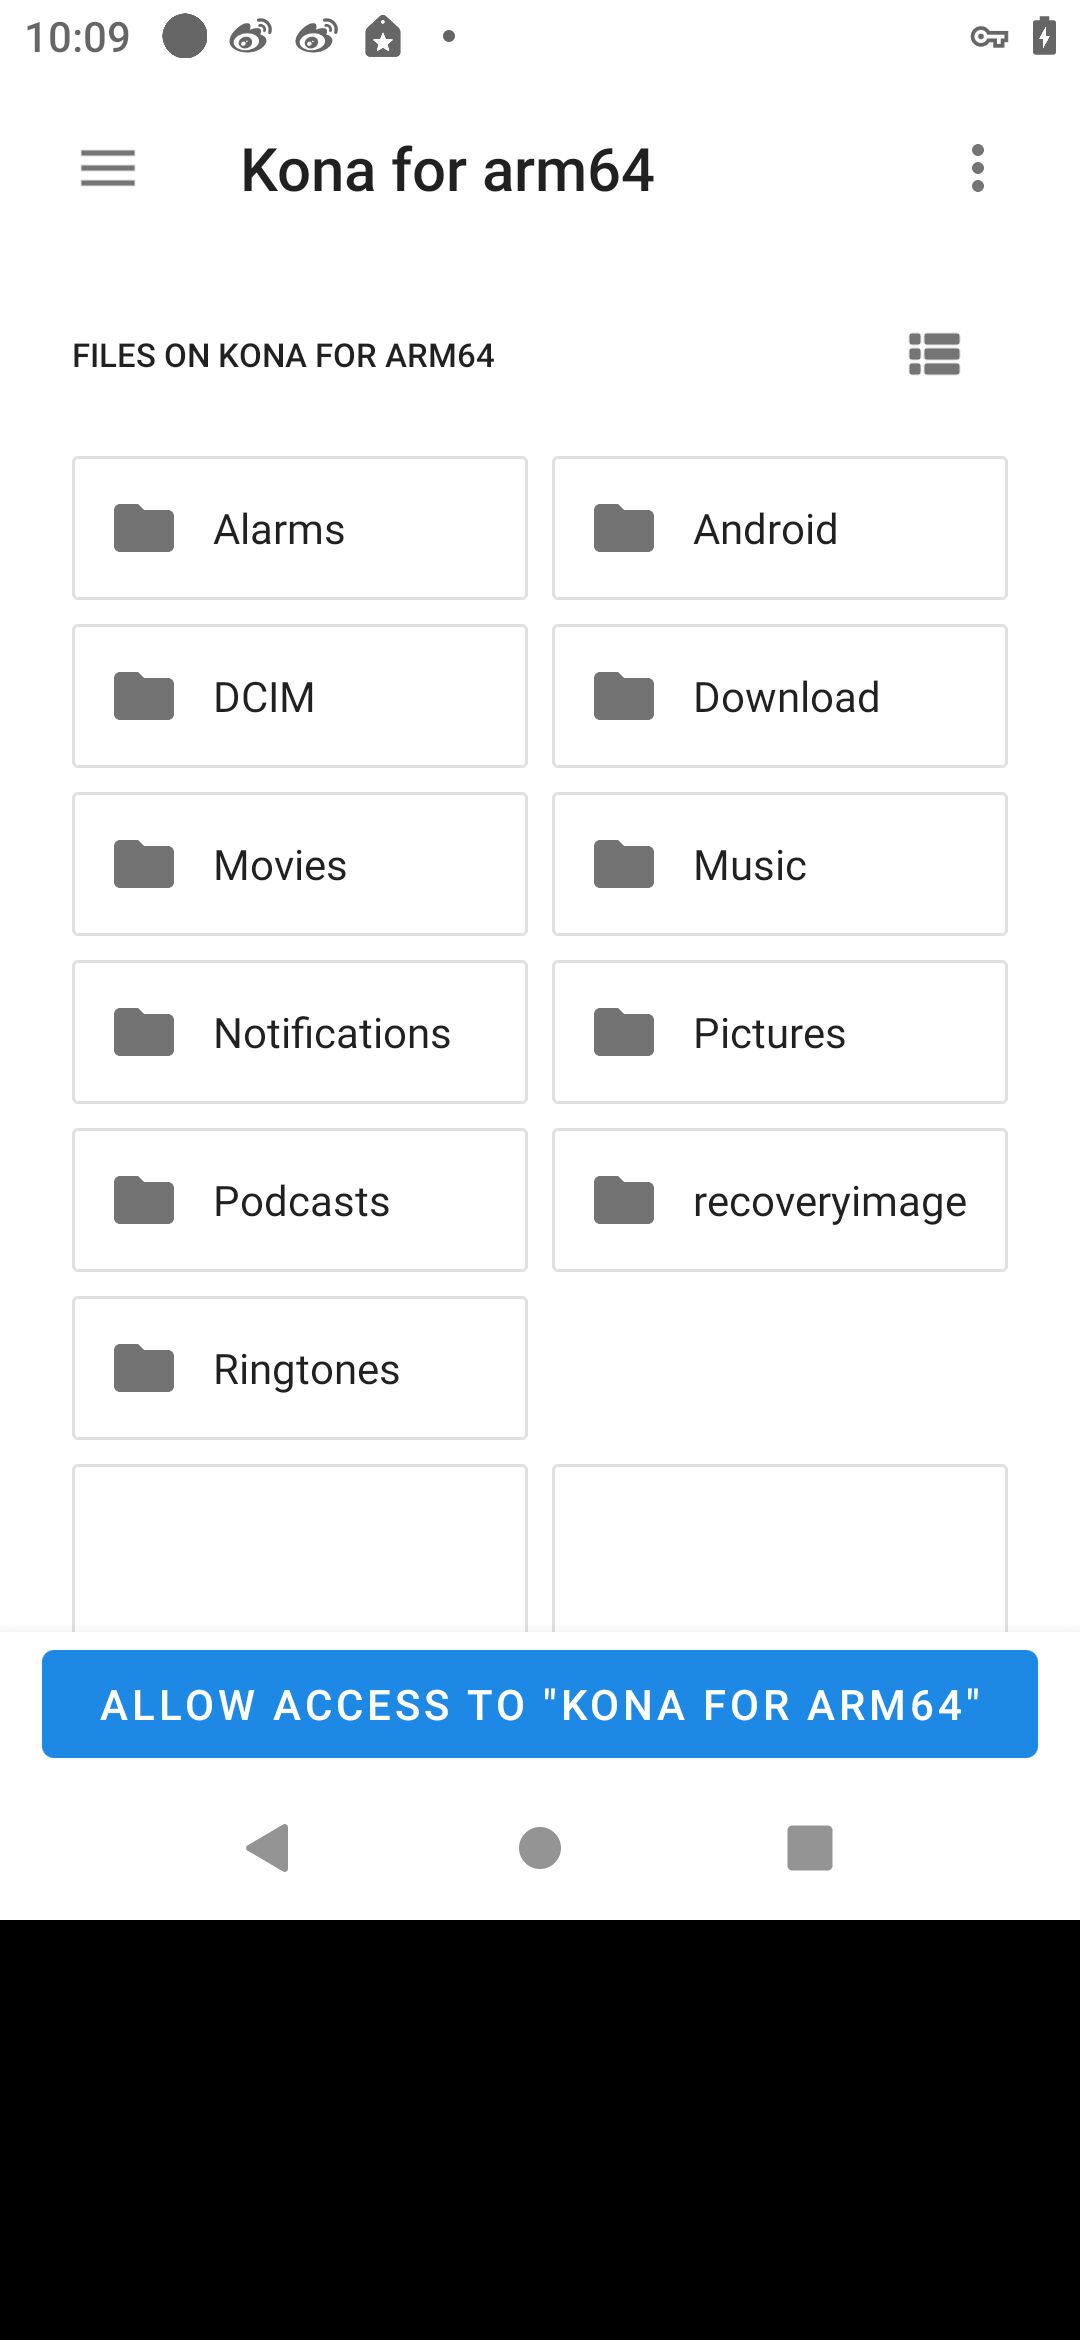 10:09
Kona for arm64
FILES ON KONA FOR ARM64
Alarms
Android
DCIM
Download
Movies
Music
Notifications
Pictures
Podcasts
recoveryimage
Ringtones
ALLOW ACCESS TO "KONA FOR ARM64"